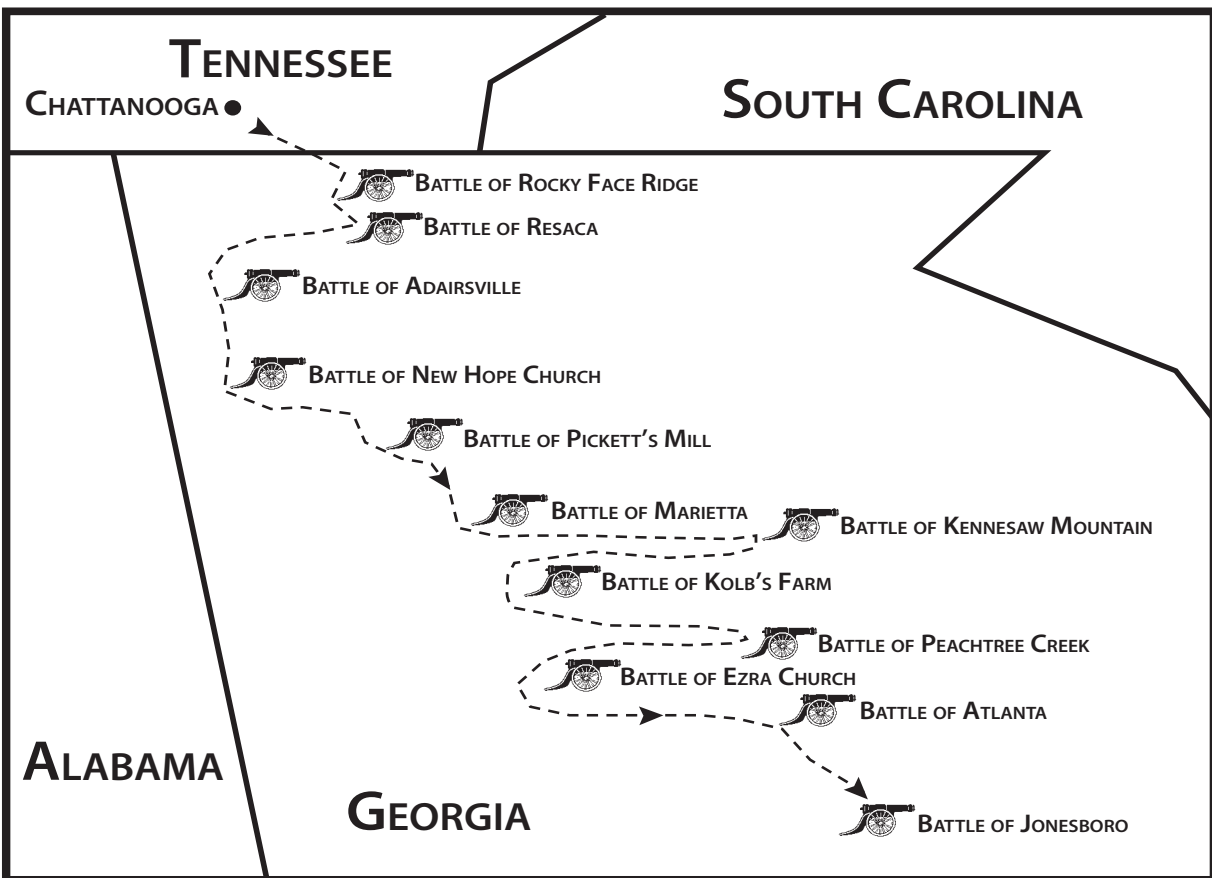 TENNESSEE
CHATTANOOGA
SOUTH CAROLINA
BATTLE OF ROCKY FACE RIDGE
BATTLE OF RESACA
BATTLE OF ADAIRSVILLE
BATTLE OF NEW HOPE CHURCH
BATTLE OF PICKETT'S MILL
BATTLE OF MARIETTA
BATTLE OF KENNESAW MOUNTAIN
BATTLE OF KOLB'S FARM
BATTLE OF PEACHTREE CREEK
BATTLE OF EZRA CHURCH
BATTLE OF ATLANTA
ALABAMA
GEORGIA
BATTLE OF JONESBORO